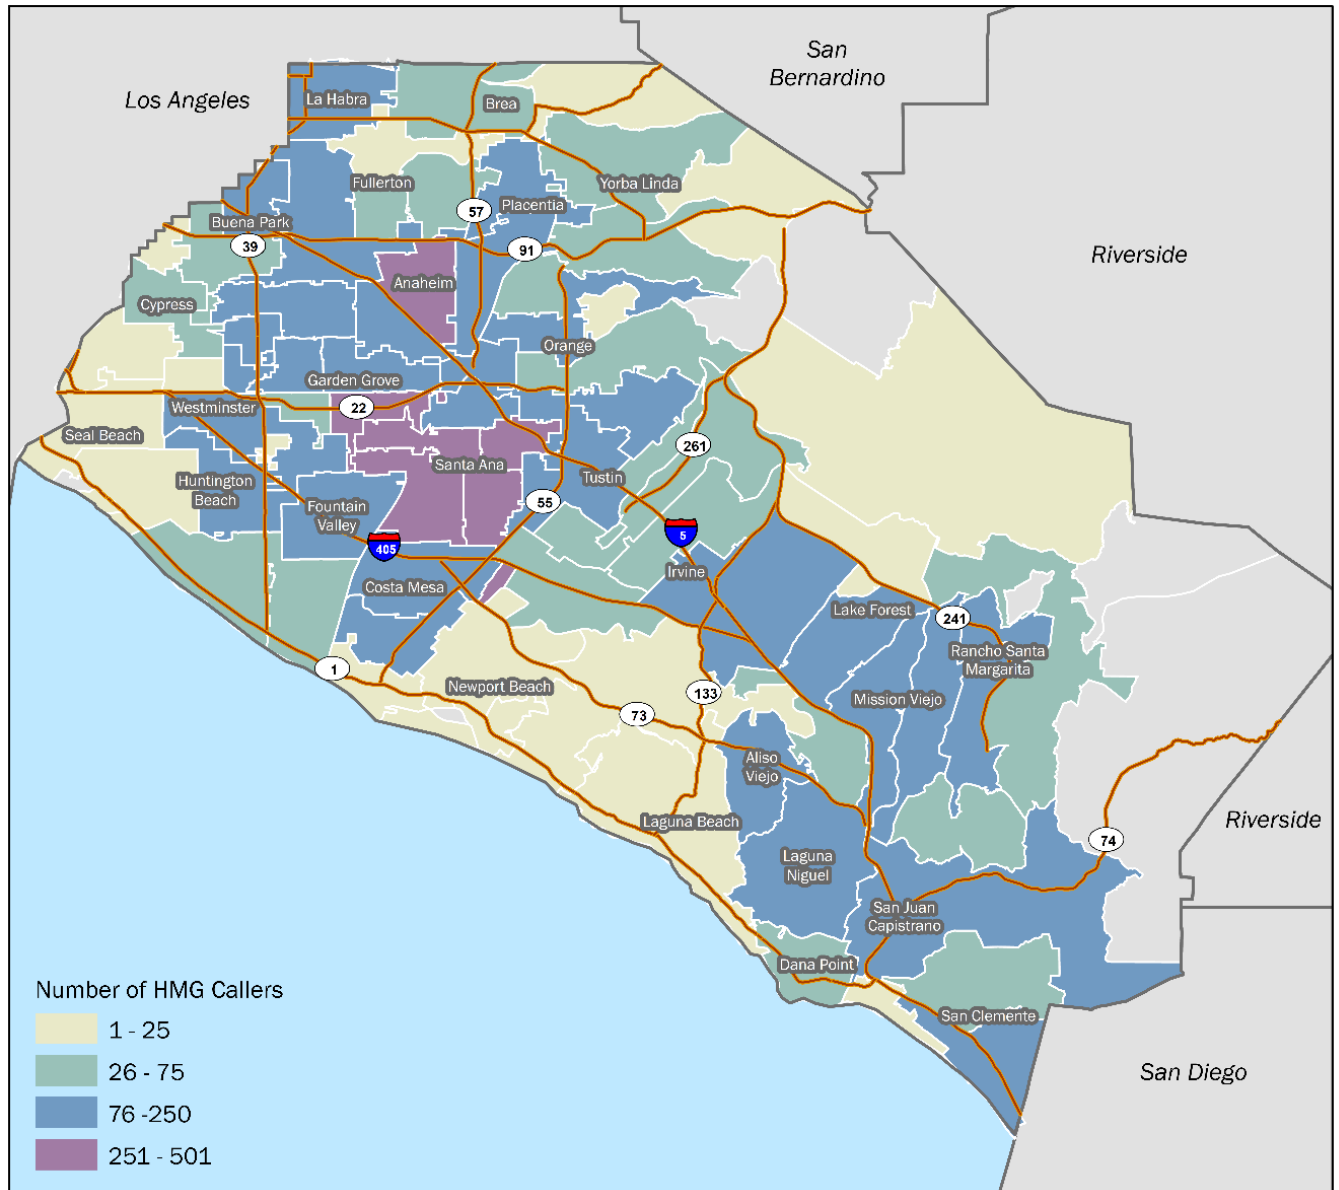 San
Bernardino
Los Angeles
La Habra
Brea
Fullerton
Yorba Linda
57
Placentia
Buena Park
39
91
Riverside
Anaheim
Cypress
Orange
Garden Grove
22
Westminster
Seal Beach
261
Santa Ana
Huntington
Beach
Tustin
55
Fountain
Valley
5
405
Irvine
Costa Mesa
Lake Forest
241
Rancho Santa
Margarita
1
Newport Beach
133
Mission Viejo
73
Aliso
Viejo
Laguna Beach
Riverside
74
Laguna
Niguel
San Juan
Capistrano
Dana Point
San Clemente
San Diego
Number of HMG Callers
1 - 25
26 - 75
76 -250
251 - 501